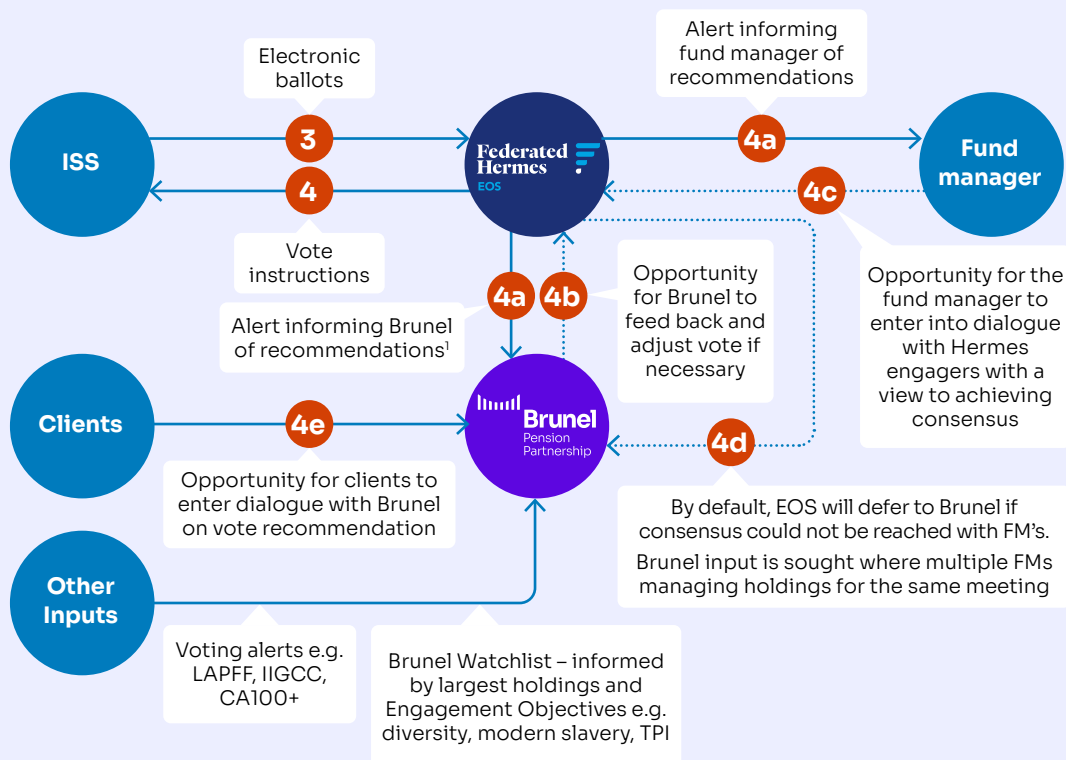 Electronic
ballots
Alert informing
fund manager of
recommendations
ISS
3
Federated
Hermes
EOS
4a
Fund
manager
4
4c
Vote
instructions
4a
4b
Alert informing Brunel
of recommendations¹
Opportunity
for Brunel to
feed back and
adjust vote if
necessary
Opportunity for the
fund manager to
enter into dialogue
with Hermes
engagers with a
view to achieving
consensus
Clients
4e
Brunel
Pension
Partnership
4d
Opportunity for clients to
enter dialogue with Brunel
on vote recommendation
By default, EOS will defer to Brunel if
consensus could not be reached with FM’s.
Brunel input is sought where multiple FMs
managing holdings for the same meeting
Other
Inputs
Voting alerts e.g.
LAPFF, IIGCC,
CA100+
Brunel Watchlist – informed
by largest holdings and
Engagement Objectives e.g.
diversity, modern slavery, TPI